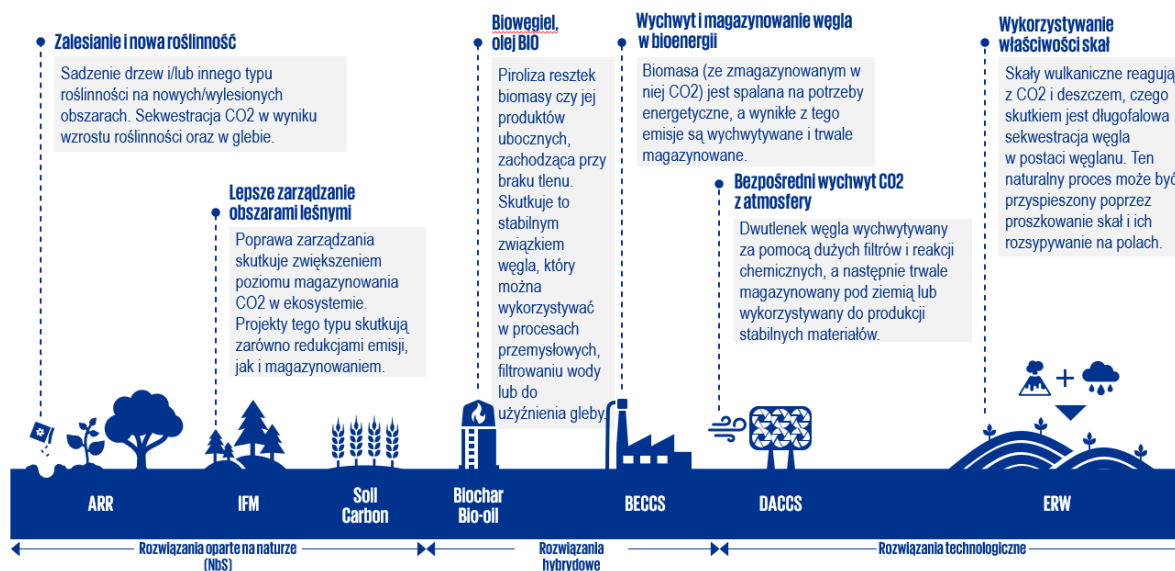 Zalesianie i nowa roślinność
Sadzenie drzew i/lub innego typu
roślinności na nowych/wylesionych
obszarach. Sekwestracja CO2 w wyniku
wzrostu roślinności oraz w glebie.
Lepsze zarządzanie
obszarami leśnymi
Poprawa zarządzania
skutkuje zwiększeniem
poziomu magazynowania
CO2 w ekosystemie.
Projekty tego typu skutkują
zarówno redukcjami emisji,
jak i magazynowaniem.
Biowęgiel,
olej BIO
Piroliza resztek
biomasy czy jej
produktów
ubocznych,
zachodząca przy
braku tlenu.
Skutkuje to
stabilnym
związkiem
węgla, który
można
wykorzystywać
w procesach
przemysłowych,
filtrowaniu wody
lub do
użyźnienia gleby.
Wychwyt i magazynowanie węgla
w bioenergii
Biomasa (ze zmagazynowanym w
niej CO2) jest spalana na potrzeby
energetyczne, a wynikłe z tego
emisje są wychwytywane i trwale
magazynowane.
Bezpośredni wychwyt CO2
z atmosfery
Dwutlenek węgla wychwytywany
za pomocą dużych filtrów i reakcji
chemicznych, a następnie trwale
magazynowany pod ziemią lub
wykorzystywany do produkcji
stabilnych materiałów.
Wykorzystywanie
właściwości skał
Skały wulkaniczne reagują
z CO2 i deszczem, czego
skutkiem jest długofalowa
sekwestracja węgla
w postaci węglanu. Ten
naturalny proces może być
przyspieszony poprzez
proszkowanie skał i ich
rozsypywanie na polach.
ARR
IFM
Soil
Carbon
Biochar
Bio-oil
BECCS
DACCS
ERW
Rozwiązania oparte na naturze
(NbS)
Rozwiązania
hybrydowe
Rozwiązania technologiczne